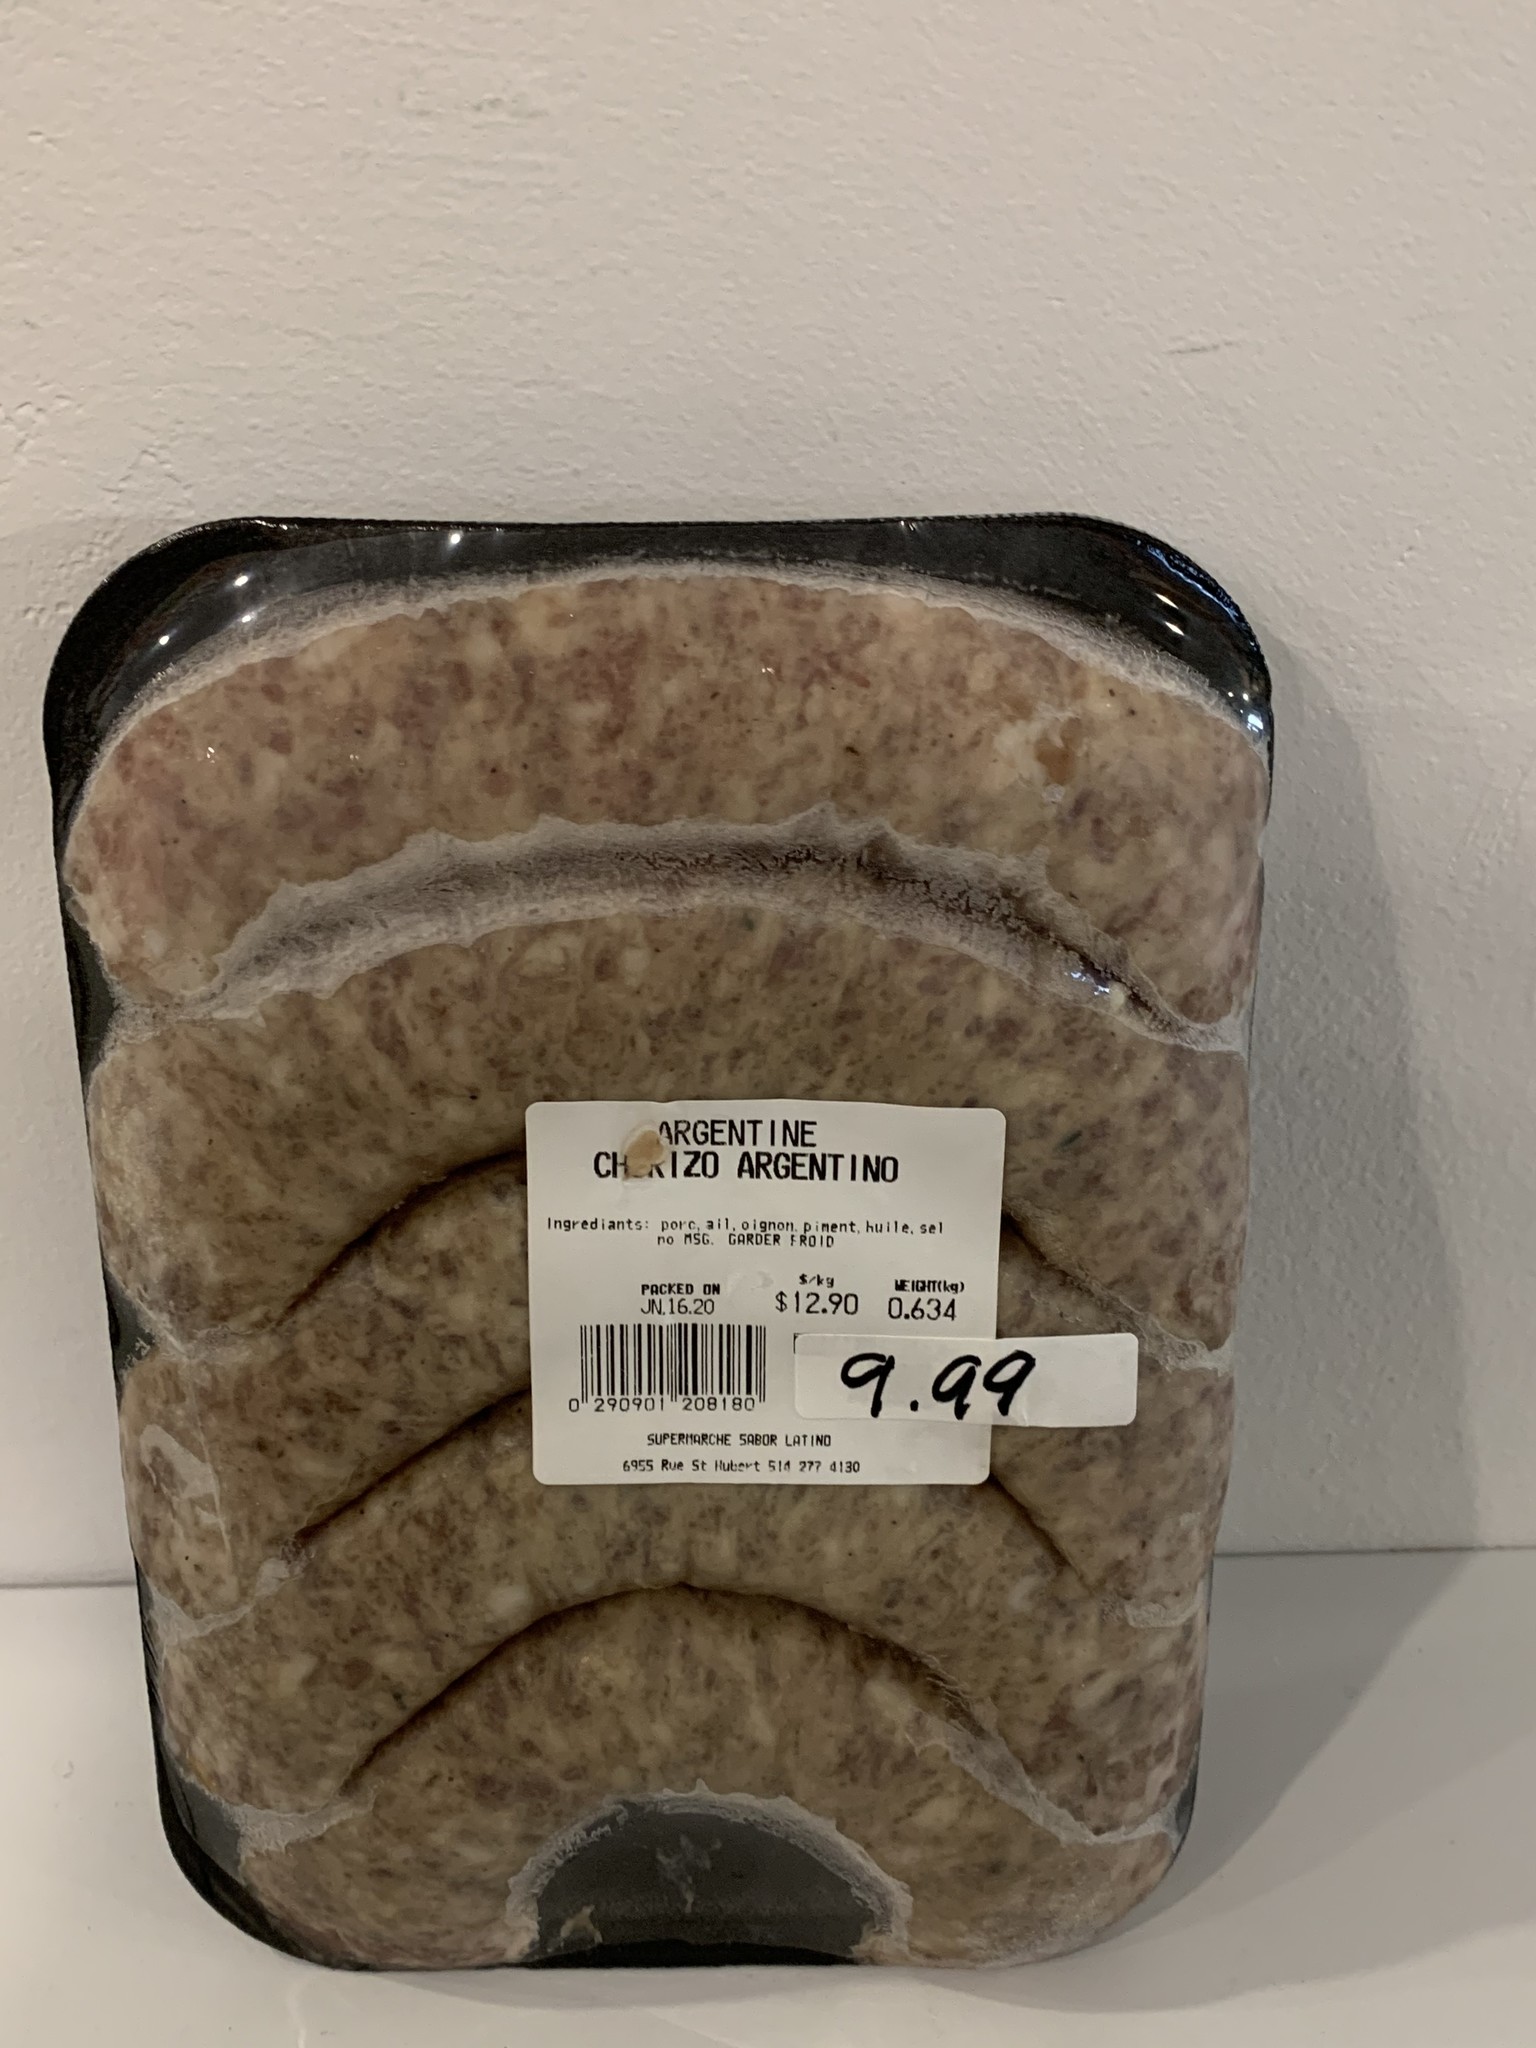 ARGENTINE
CHORIZO ARGENTINO
Ingrediants: porc, ail, oignon, piment, huile, sel
no MSG. GARDER FROID
PACKED ON $/kg WEIGHT(kg)
JN.16.20 $12.90 0.634
9.99
0 290901 208180
SUPERMARCHE SABOR LATINO
6955 Rue St Hubert 514 277 4130